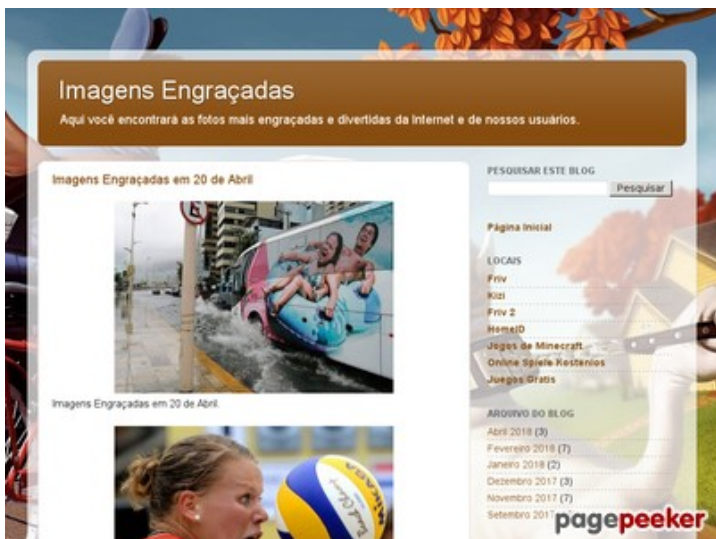 Imagens Engraçadas
Aqui você encontrará as fotos mais engraçadas e divertidas da Internet e de nossos usuários.
Imagens Engraçadas em 20 de Abril
Imagens Engraçadas em 20 de Abril.
MIKASA
PESQUISAR ESTE BLOG
Pesquisar
Página Inicial
LOCAIS
Friv
Kizi
Friv 2
HomeID
Jogos de Minecraft
Online Spiele Kostenlos
Juegos Gratis
ARQUIVO DO BLOG
Abril 2018 (3)
Fevereiro 2018 (7)
Janeiro 2018 (2)
Dezembro 2017 (3)
Novembro 2017 (7)
Setembro 2017
pagepeeker